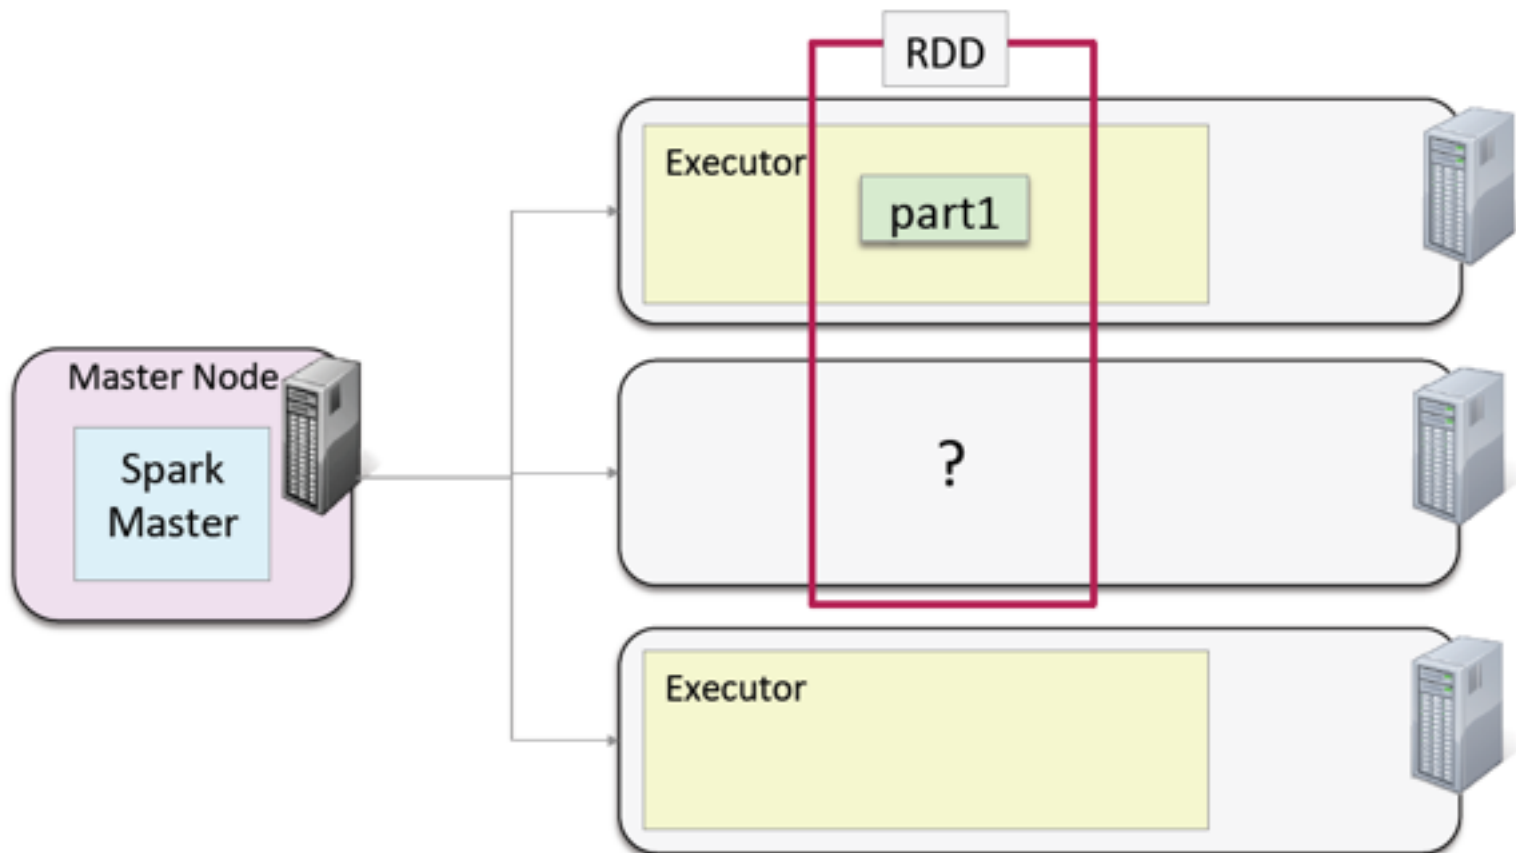 RDD
Executor
part1
Master Node
Spark
Master
?
Executor